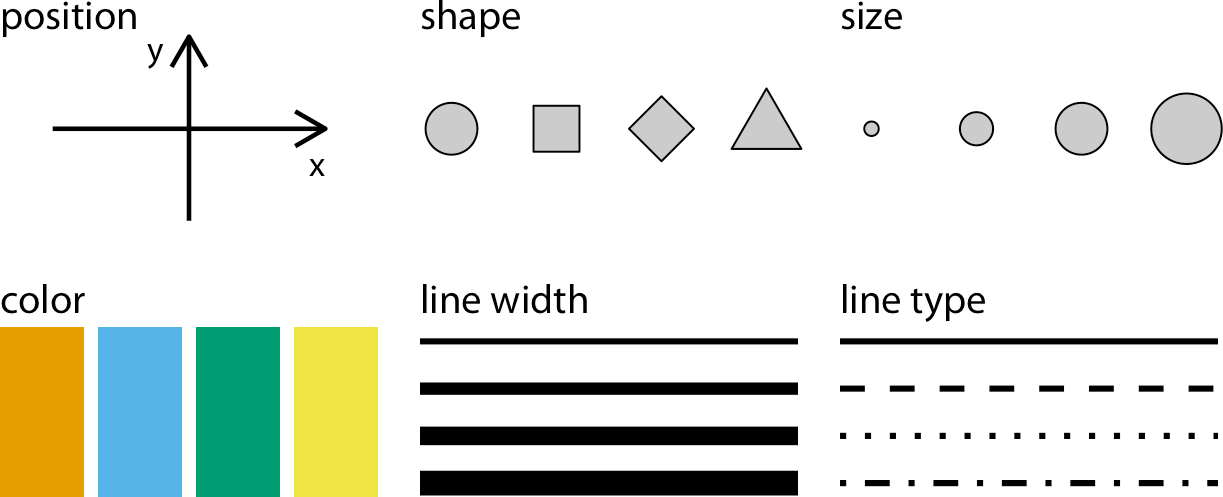 position
shape
size
y
x
color
line width
line type